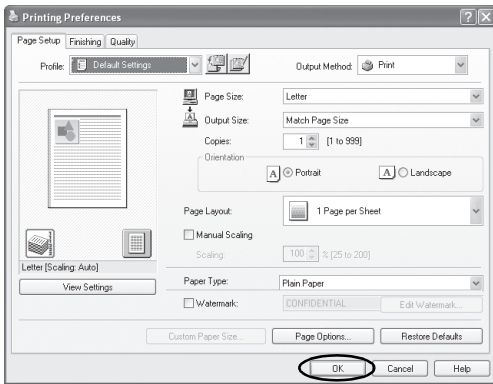 Printing Preferences
Page Setup Finishing Quality
Profile: Default Settings Output Method: Print
Page Size: Letter
Output Size: Match Page Size
Copies: 1 [1 to 999]
Orientation
A Portrait A Landscape
Page Layout: 1 Page per Sheet
Manual Scaling
Scaling: 100 % [25 to 200]
Letter [Scaling: Auto]
View Settings
Paper Type: Plain Paper
Watermark: CONFIDENTIAL Edit Watermark...
Custom Paper Size... Page Options... Restore Defaults
OK Cancel Help